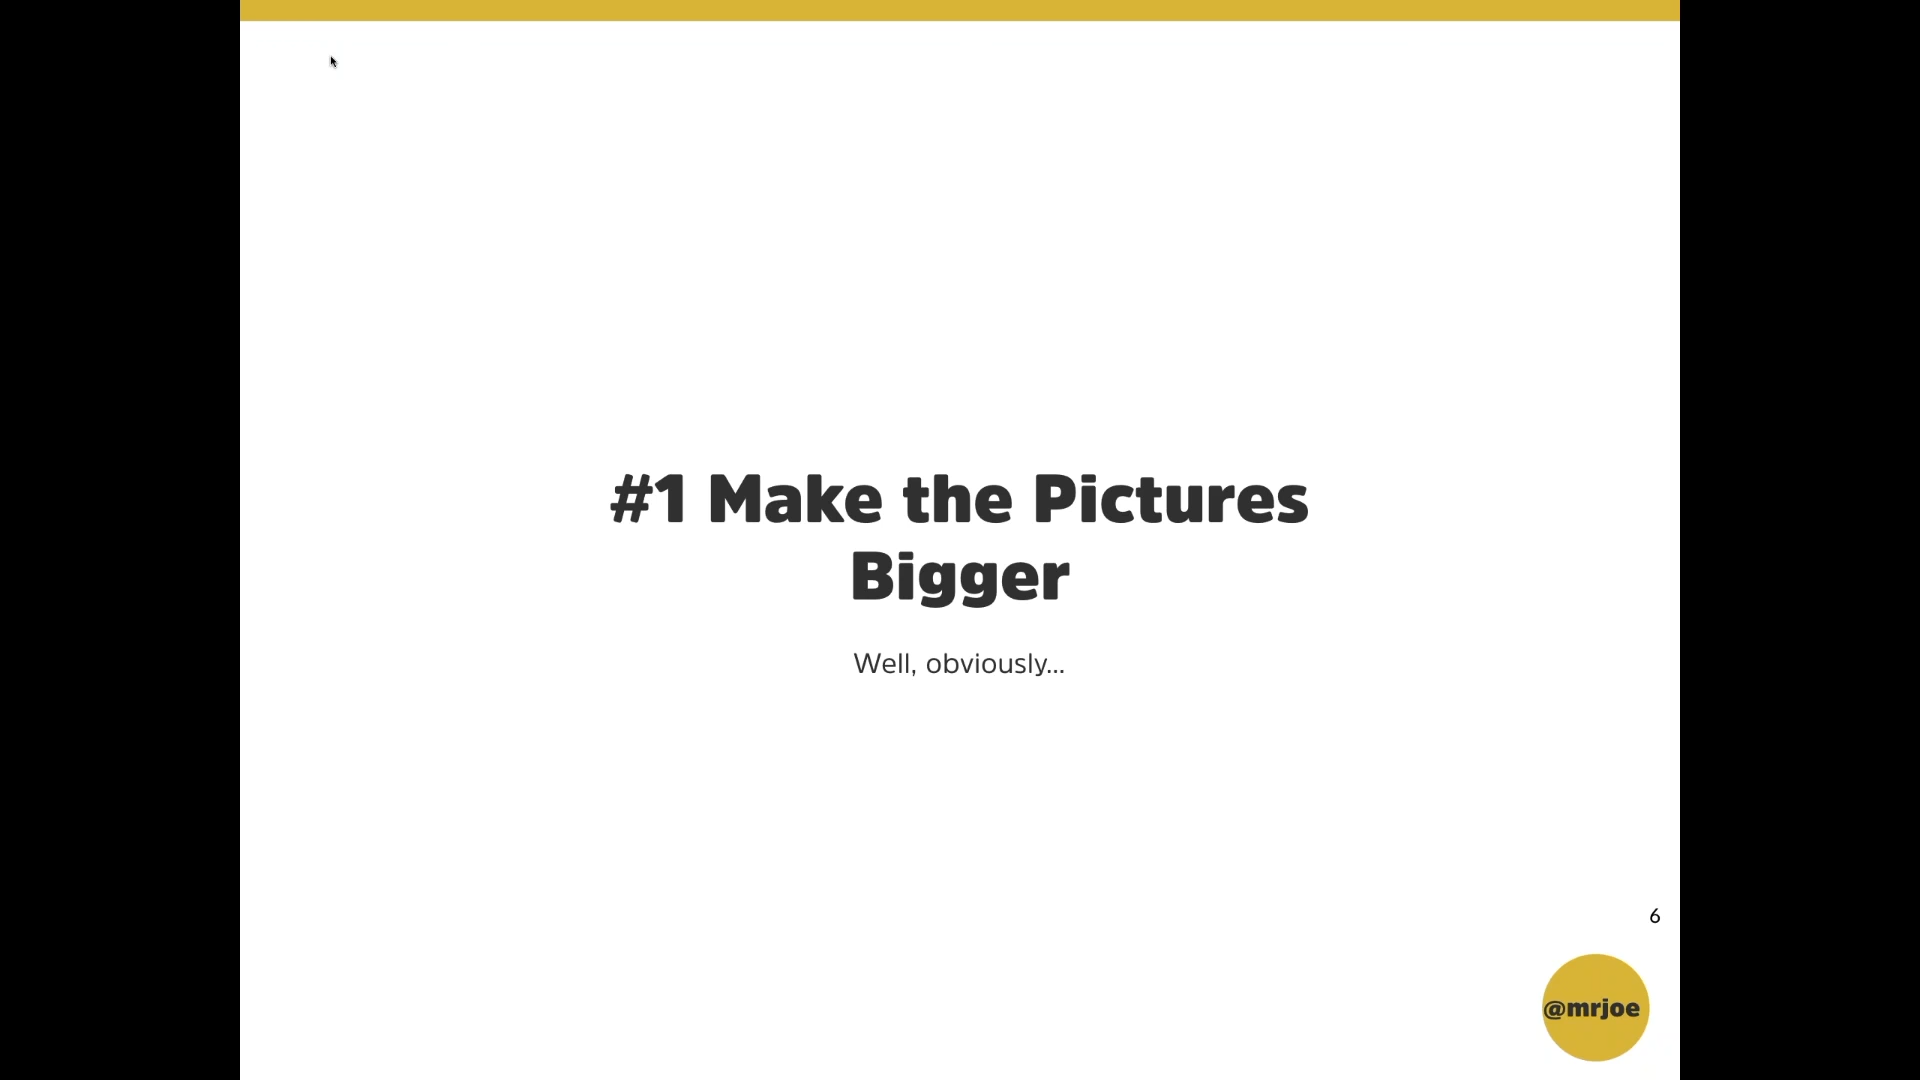 #1 Make the Pictures
Bigger
Well, obviously...
6
@mrjoe